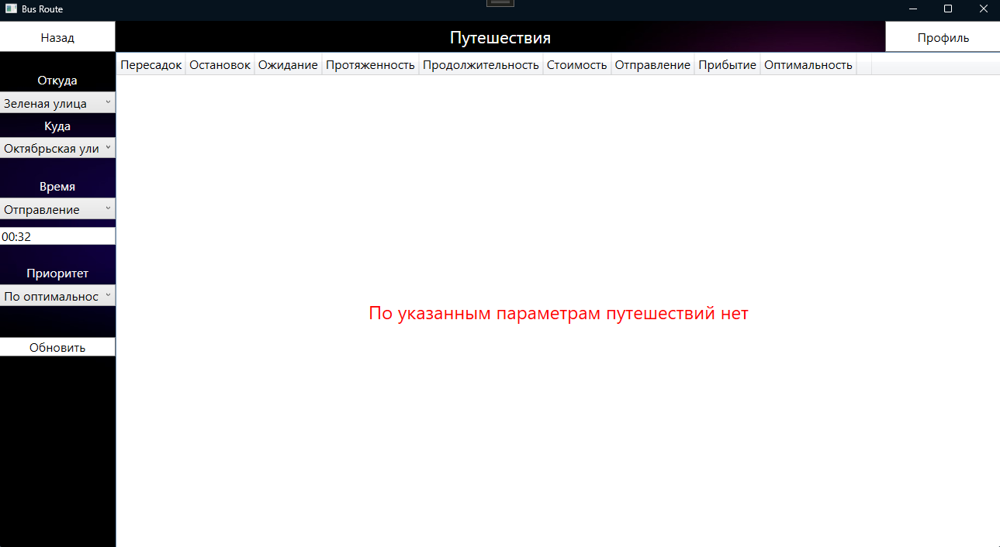 Bus Route
Назад
Путешествия
Профиль
Пересадок Остановок Ожидание Протяженность Продолжительность Стоимость Отправление Прибытие Оптимальность
Откуда
Зеленая улица
Куда
Октябрьская ули
Время
Отправление
00:32
Приоритет
По оптимальнос
Обновить
По указанным параметрам путешествий нет